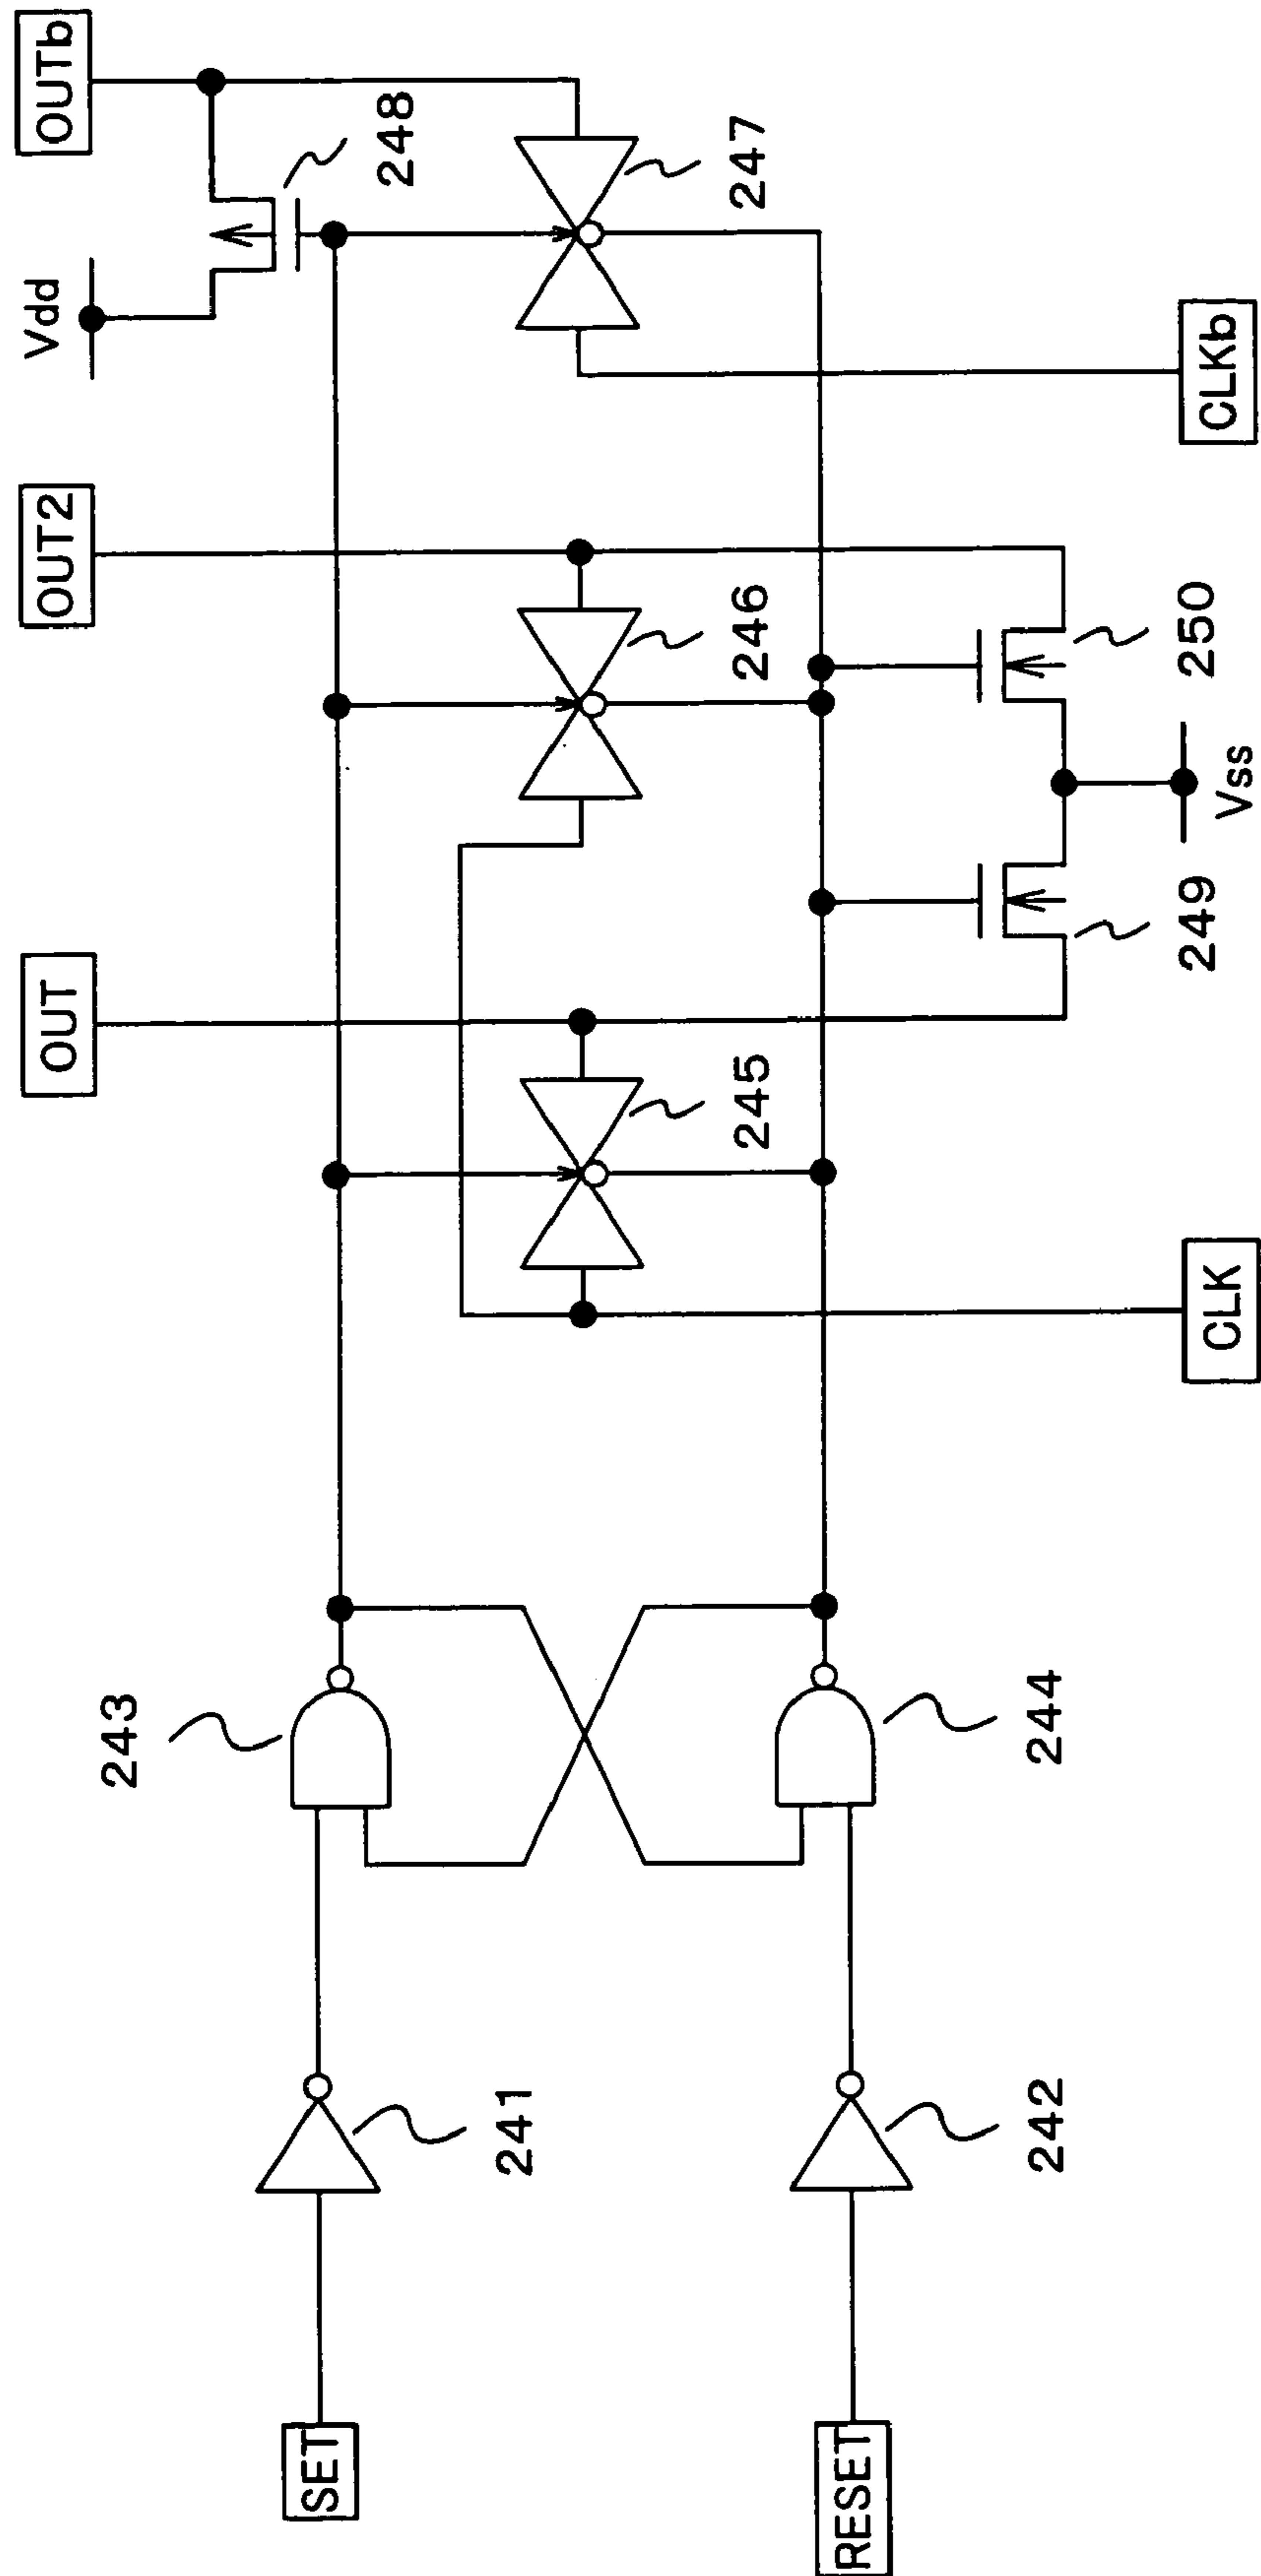 OUT
OUT2
OUTb
Vdd
248
243
245
246
247
241
244
249
250
242
Vss
SET
RESET
CLK
CLKb